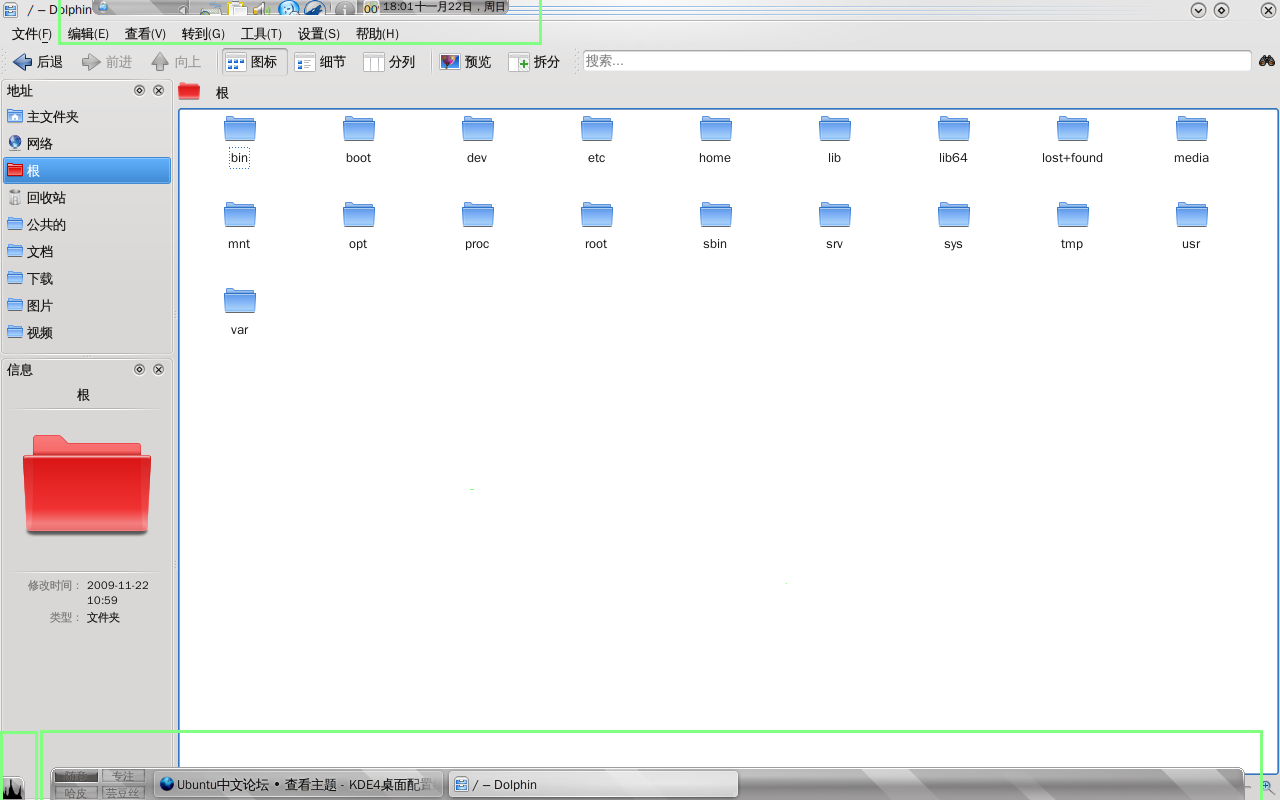 / – Dolphin
18:01 十一月22日，周日
文件(F) 编辑(E) 查看(V) 转到(G) 工具(T) 设置(S) 帮助(H)
后退 前进 向上 图标 细节 分列 预览 拆分 搜索...
地址
根
主文件夹
网络
根
回收站
公共的
文档
下载
图片
视频
bin boot dev etc home lib lib64 lost+found media
mnt opt proc root sbin srv sys tmp usr
var
信息
根
修改时间： 2009-11-22
10:59
类型： 文件夹
随意 专注
哈皮 芸豆丝
Ubuntu中文论坛 • 查看主题 - KDE4桌面配置
/ – Dolphin